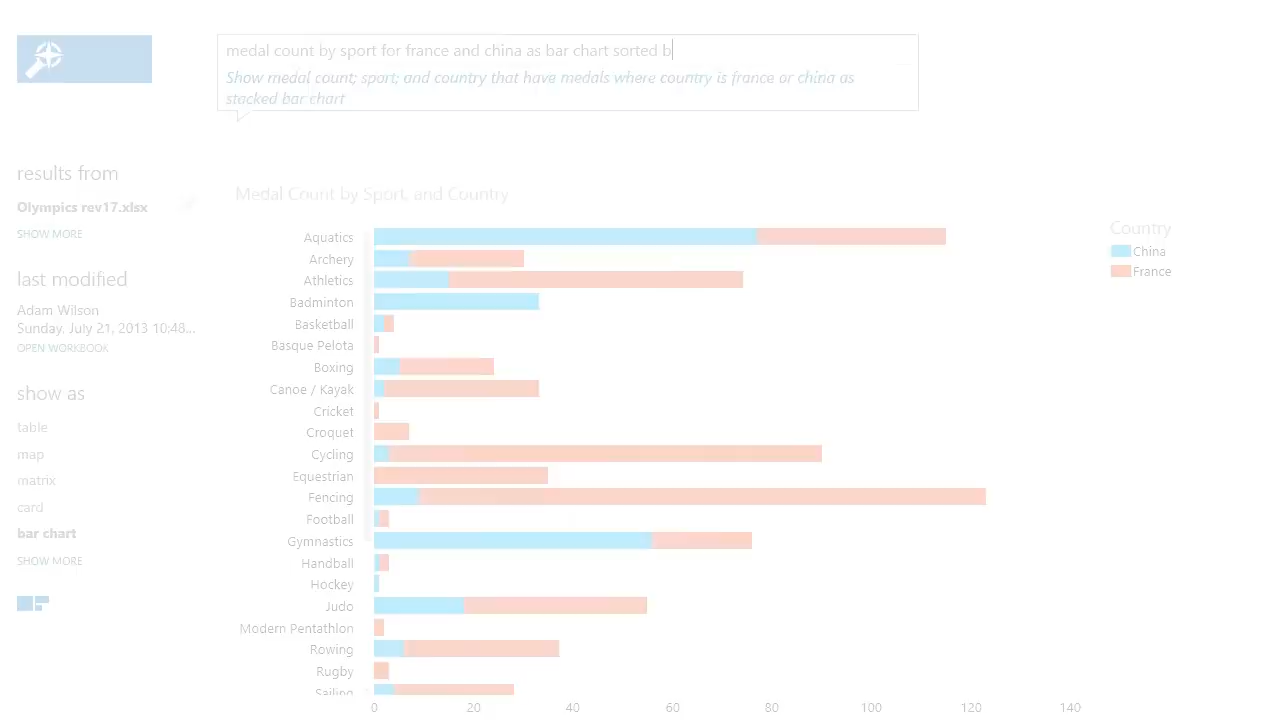 medal count by sport for france and china as bar chart sorted b
Show medal count; sport; and country that have medals where country is france or china as
stacked bar chart
results from
Olympics rev17.xlsx
SHOW MORE
last modified
Adam Wilson
Sunday, July 21, 2013 10:48...
OPEN WORKBOOK
show as
table
map
matrix
card
bar chart
SHOW MORE
Medal Count by Sport, and Country
Aquatics
Archery
Athletics
Badminton
Basketball
Basque Pelota
Boxing
Canoe / Kayak
Cricket
Croquet
Cycling
Equestrian
Fencing
Football
Gymnastics
Handball
Hockey
Judo
Modern Pentathlon
Rowing
Rugby
Sailing
0 20 40 60 80 100 120 140
Country
China
France